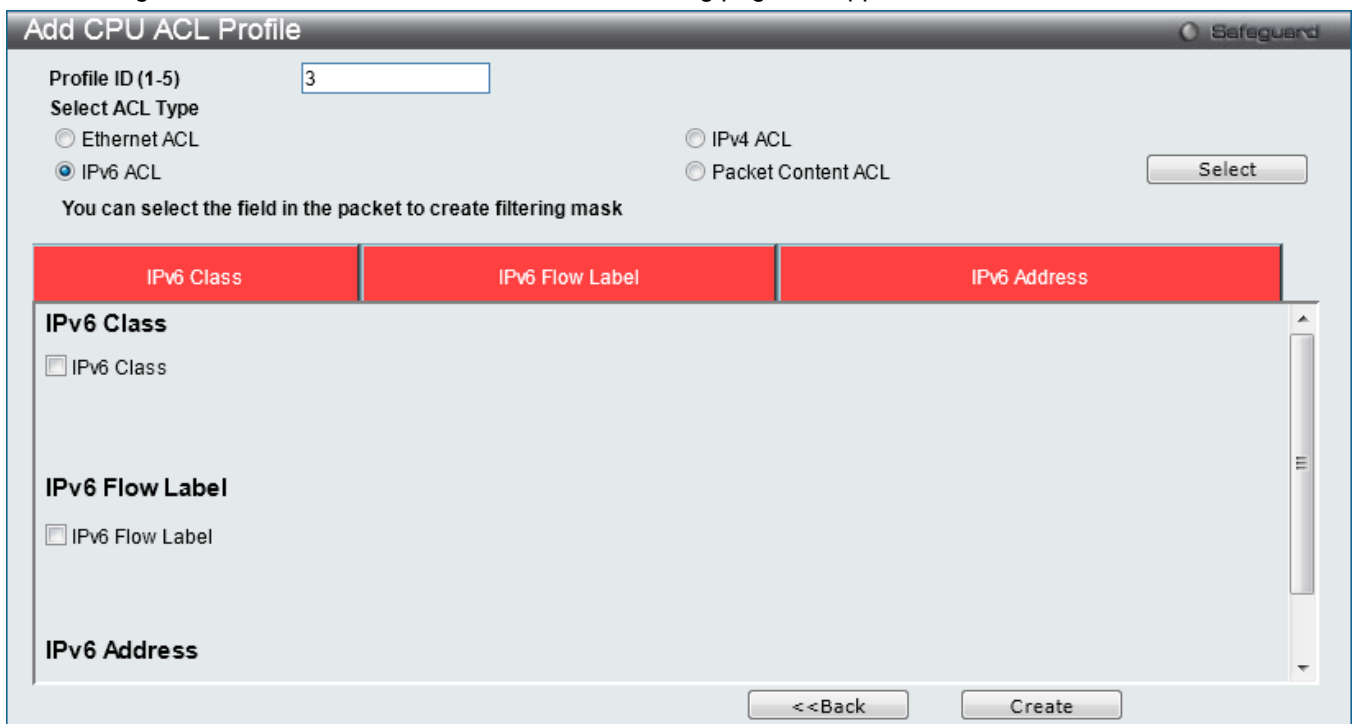 Add CPU ACL Profile
Safeguard
Profile ID (1-5) 3
Select ACL Type
Ethernet ACL IPv4 ACL
IPv6 ACL Packet Content ACL Select
You can select the field in the packet to create filtering mask
IPv6 Class IPv6 Flow Label IPv6 Address
IPv6 Class
IPv6 Class
IPv6 Flow Label
IPv6 Flow Label
IPv6 Address
<<Back Create